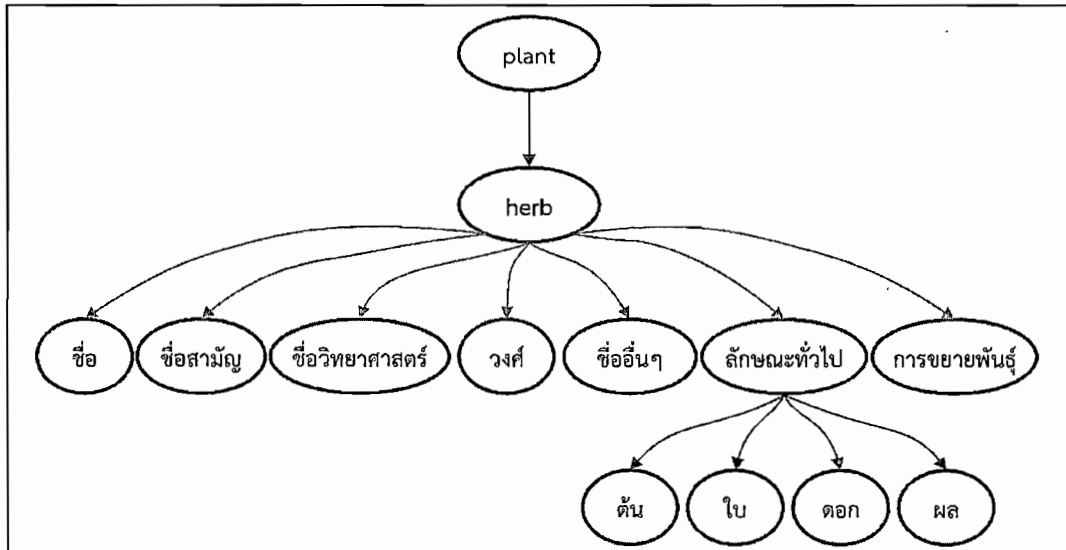 plant
herb
ชื่อ
ชื่อสามัญ
ชื่อวิทยาศาสตร์
วงศ์
ชื่ออื่นๆ
ลักษณะทั่วไป
การขยายพันธุ์
ต้น
ใบ
ดอก
ผล